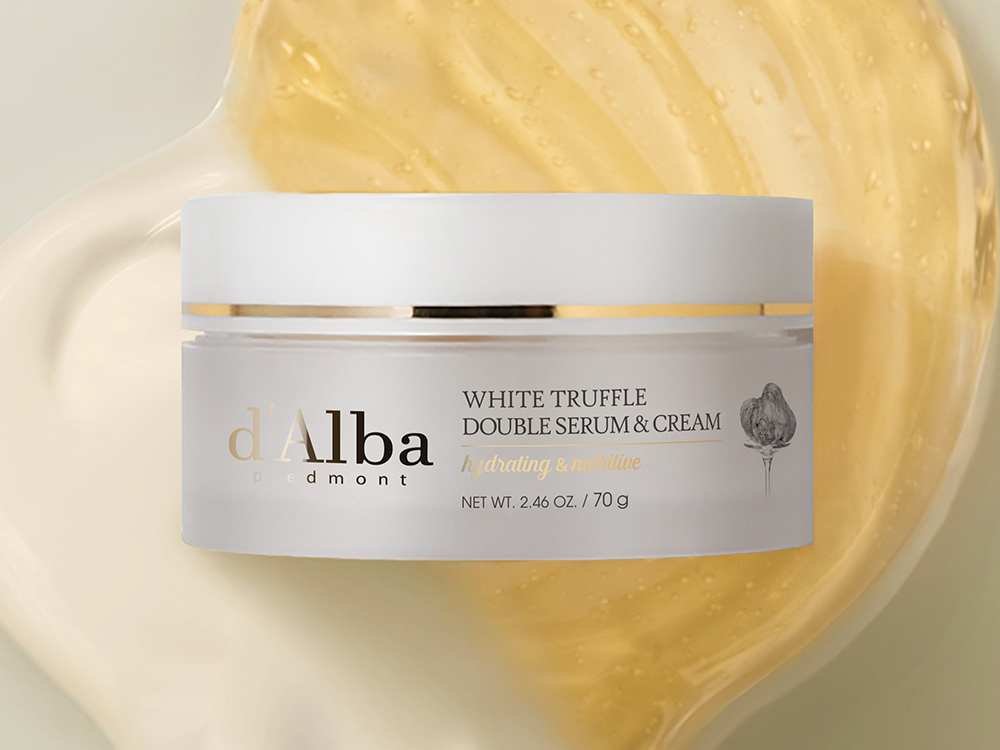 d'Alba
piedmont
WHITE TRUFFLE
DOUBLE SERUM & CREAM
hydrating & nutritive
NET WT. 2.46 OZ. / 70 g